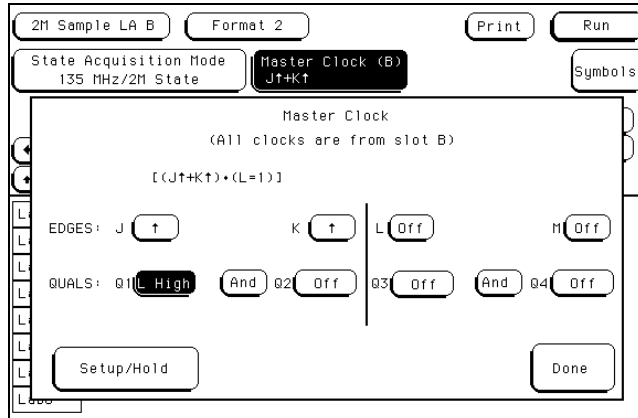 2M Sample LA B Format 2 Print Run
State Acquisition Mode
135 MHz/2M State
Master Clock (B)
J↑+K↑
Symbols
Master Clock
(All clocks are from slot B)
[(J↑+K↑)•(L=1)]
EDGES: J ↑ K ↑ L Off M Off
QUALS: Q1 L High And Q2 Off Q3 Off And Q4 Off
Setup/Hold Done